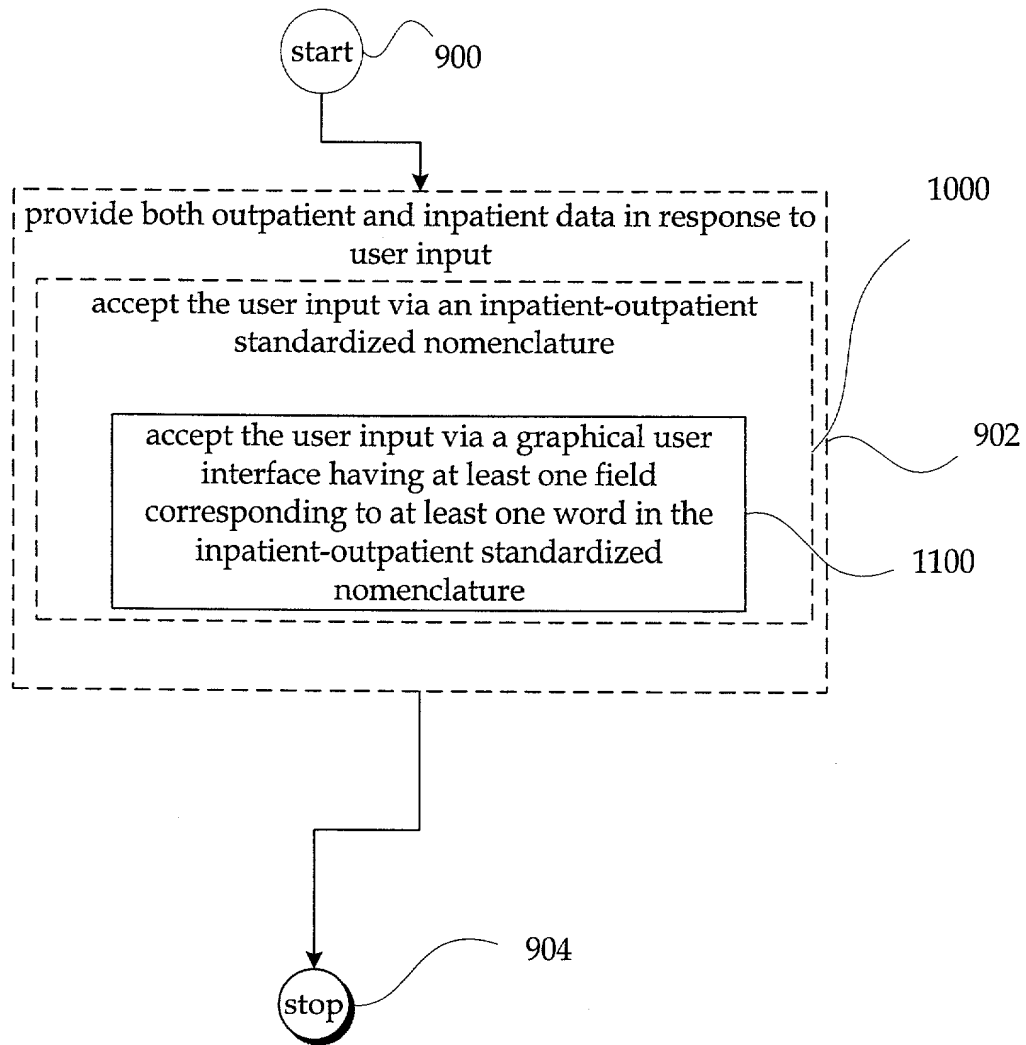 start
900
1000
provide both outpatient and inpatient data in response to
user input
accept the user input via an inpatient-outpatient
standardized nomenclature
902
accept the user input via a graphical user
interface having at least one field
corresponding to at least one word in the
inpatient-outpatient standardized
nomenclature
1100
904
stop